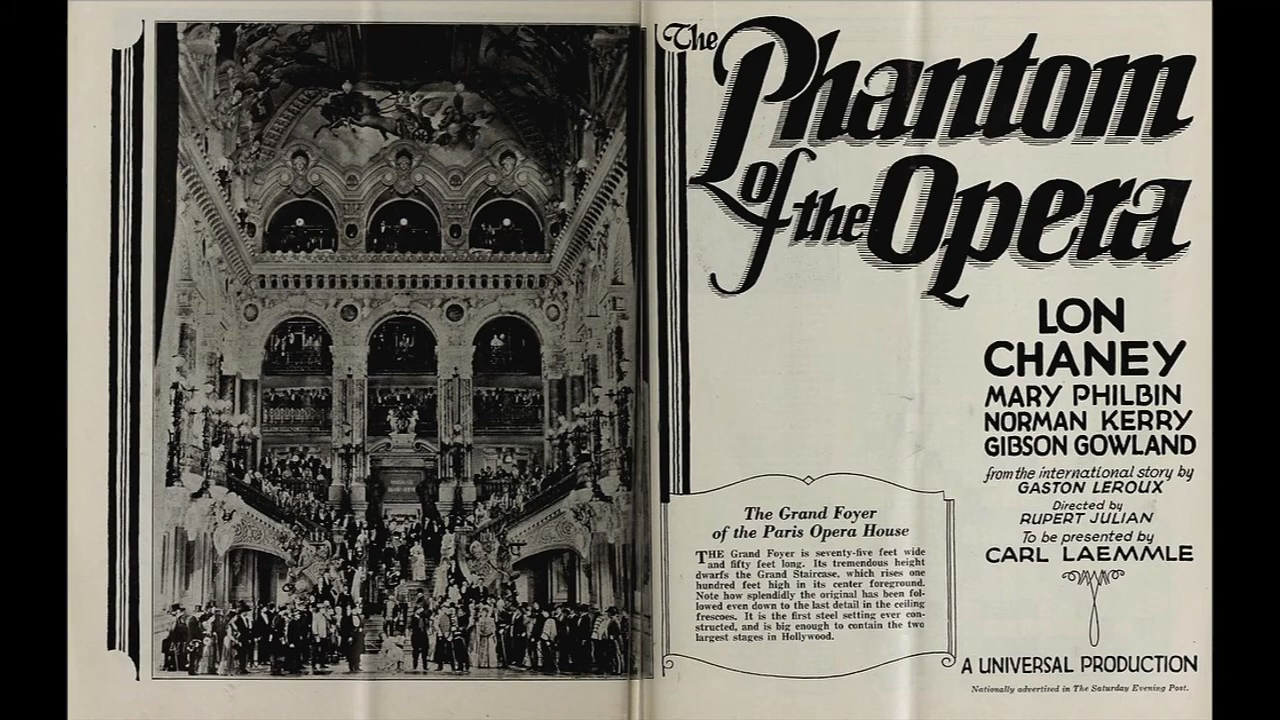 The
Phantom
of the Opera
LON
CHANEY
MARY PHILBIN
NORMAN KERRY
GIBSON GOWLAND
from the international story by
GASTON LEROUX
Directed by
RUPERT JULIAN
To be presented by
CARL LAEMMLE
The Grand Foyer
of the Paris Opera House
THE Grand Foyer is seventy-five feet wide
and fifty feet long. Its tremendous height
dwarfs the Grand Staircase, which rises one
hundred feet high in its center foreground.
Note how splendidly the original has been fol-
lowed even down to the last detail in the ceiling
frescoes. It is the first steel setting ever con-
structed, and is big enough to contain the two
largest stages in Hollywood.
A UNIVERSAL PRODUCTION
Nationally advertised in The Saturday Evening Post.